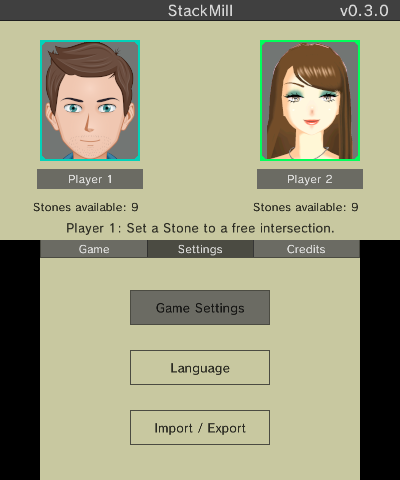 StackMill v0.3.0
Player 1 Player 2
Stones available: 9 Stones available: 9
Player 1: Set a Stone to a free intersection.
Game Settings Credits
Game Settings
Language
Import / Export